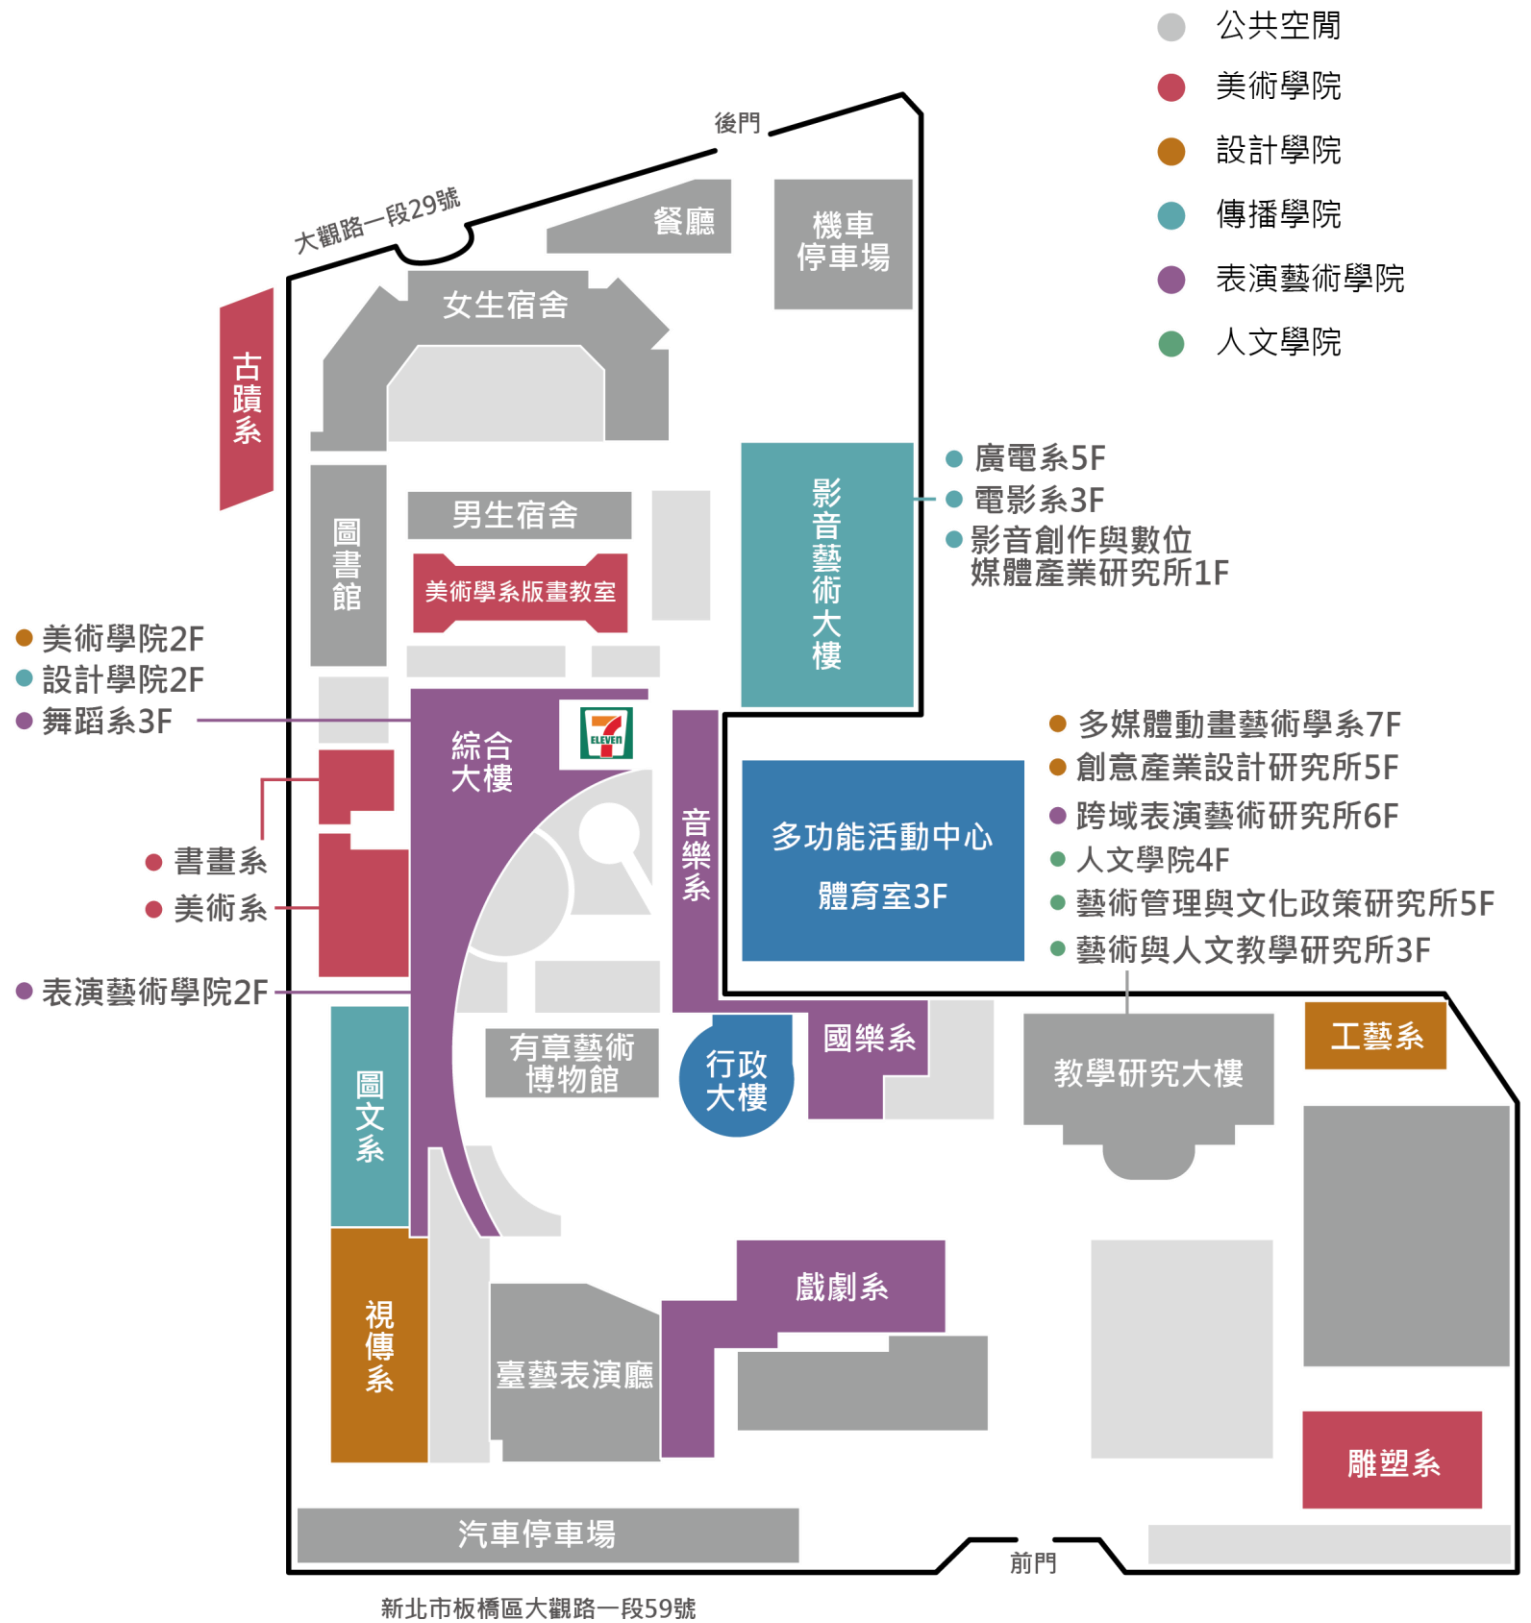 公共空閒
美術學院
設計學院
傳播學院
表演藝術學院
人文學院
後門
大觀路一段29號
餐廳
機車
停車場
女生宿舍
古蹟系
廣電系5F
電影系3F
影音創作與數位
媒體產業研究所1F
影音藝術大樓
男生宿舍
圖書館
美術學系版畫教室
美術學院2F
設計學院2F
舞蹈系3F
綜合
大樓
7
ELEVEn
音樂系
多功能活動中心
體育室3F
多媒體動畫藝術學系7F
創意產業設計研究所5F
跨域表演藝術研究所6F
人文學院4F
藝術管理與文化政策研究所5F
藝術與人文教學研究所3F
書畫系
美術系
表演藝術學院2F
有章藝術
博物館
行政
大樓
國樂系
教學研究大樓
工藝系
圖文系
視傳系
戲劇系
臺藝表演廳
雕塑系
汽車停車場
前門
新北市板橋區大觀路一段59號